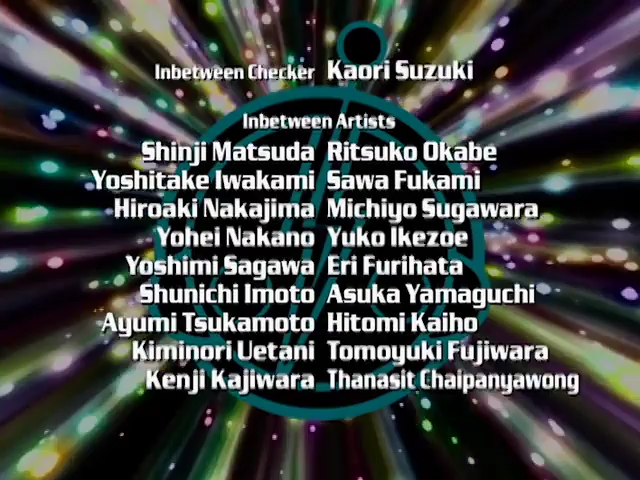 Inbetween Checker Kaori Suzuki
Inbetween Artists
Shinji Matsuda Ritsuko Okabe
Yoshitake Iwakami Sawa Fukami
Hiroaki Nakajima Michiyo Sugawara
Yohei Nakano Yuko Ikezoe
Yoshimi Sagawa Eri Furihata
Shunichi Imoto Asuka Yamaguchi
Ayumi Tsukamoto Hitomi Kaiho
Kiminori Uetani Tomoyuki Fujiwara
Kenji Kajiwara Thanasit Chaipanyawong